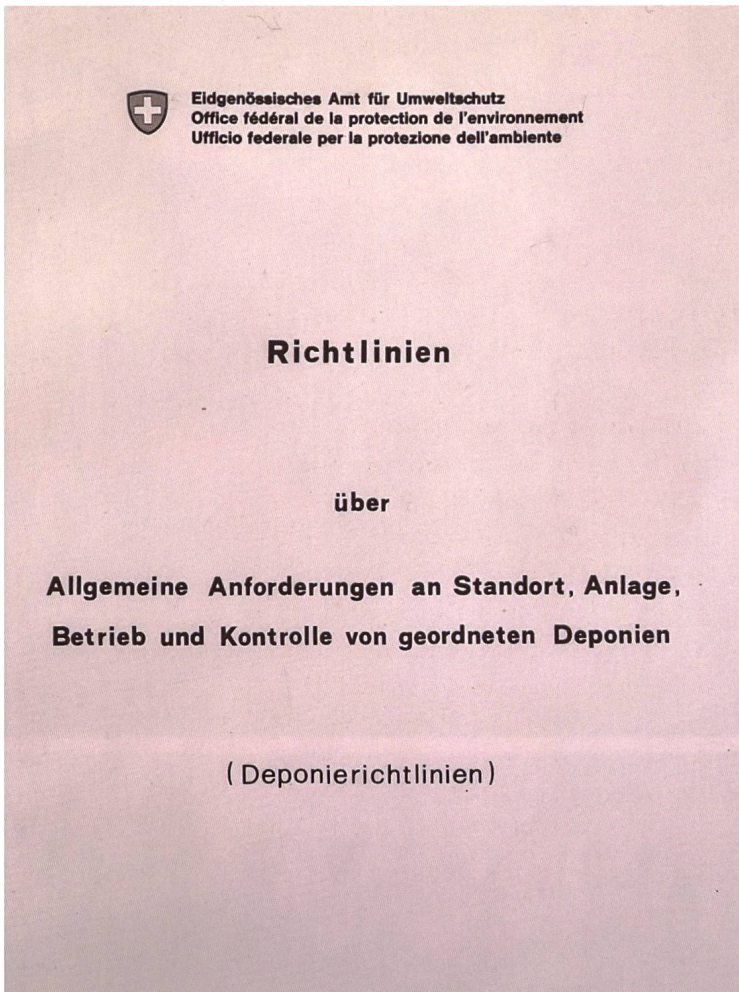 Eidgenössisches Amt für Umweltschutz
Office fédéral de la protection de l'environnement
Ufficio federale per la protezione dell'ambiente
Richtlinien
über
Allgemeine Anforderungen an Standort, Anlage,
Betrieb und Kontrolle von geordneten Deponien
(Deponierichtlinien)